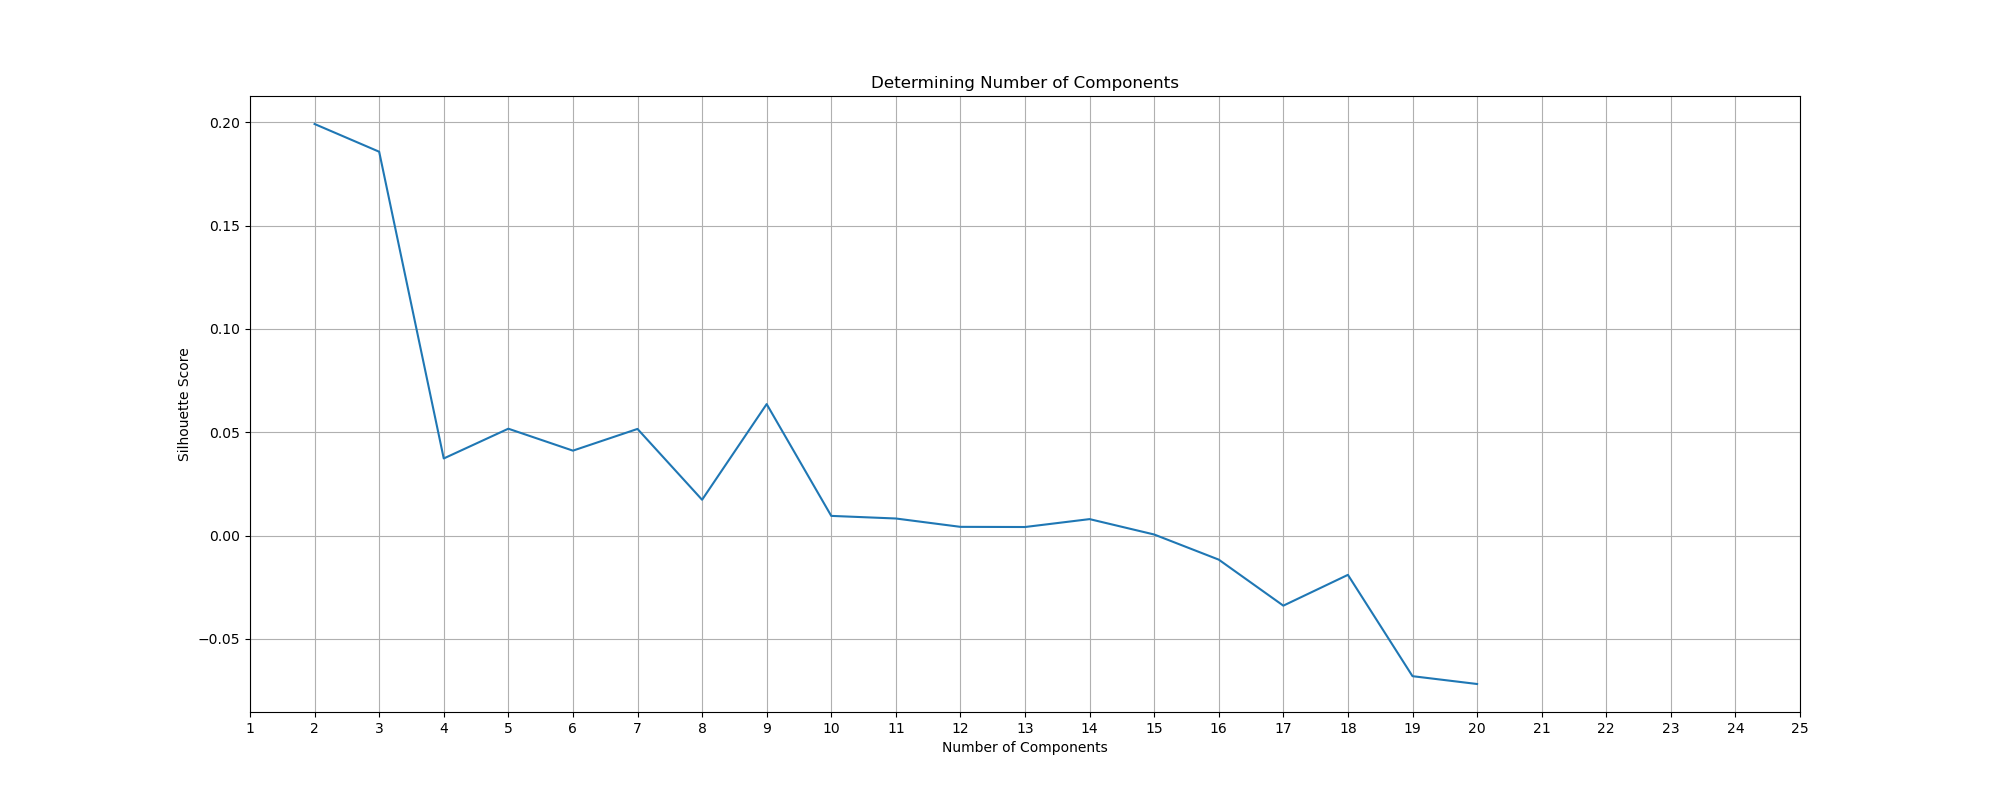 Determining Number of Components
0.20
0.15
0.10
0.05
0.00
−0.05
Silhouette Score
1 2 3 4 5 6 7 8 9 10 11 12 13 14 15 16 17 18 19 20 21 22 23 24 25
Number of Components